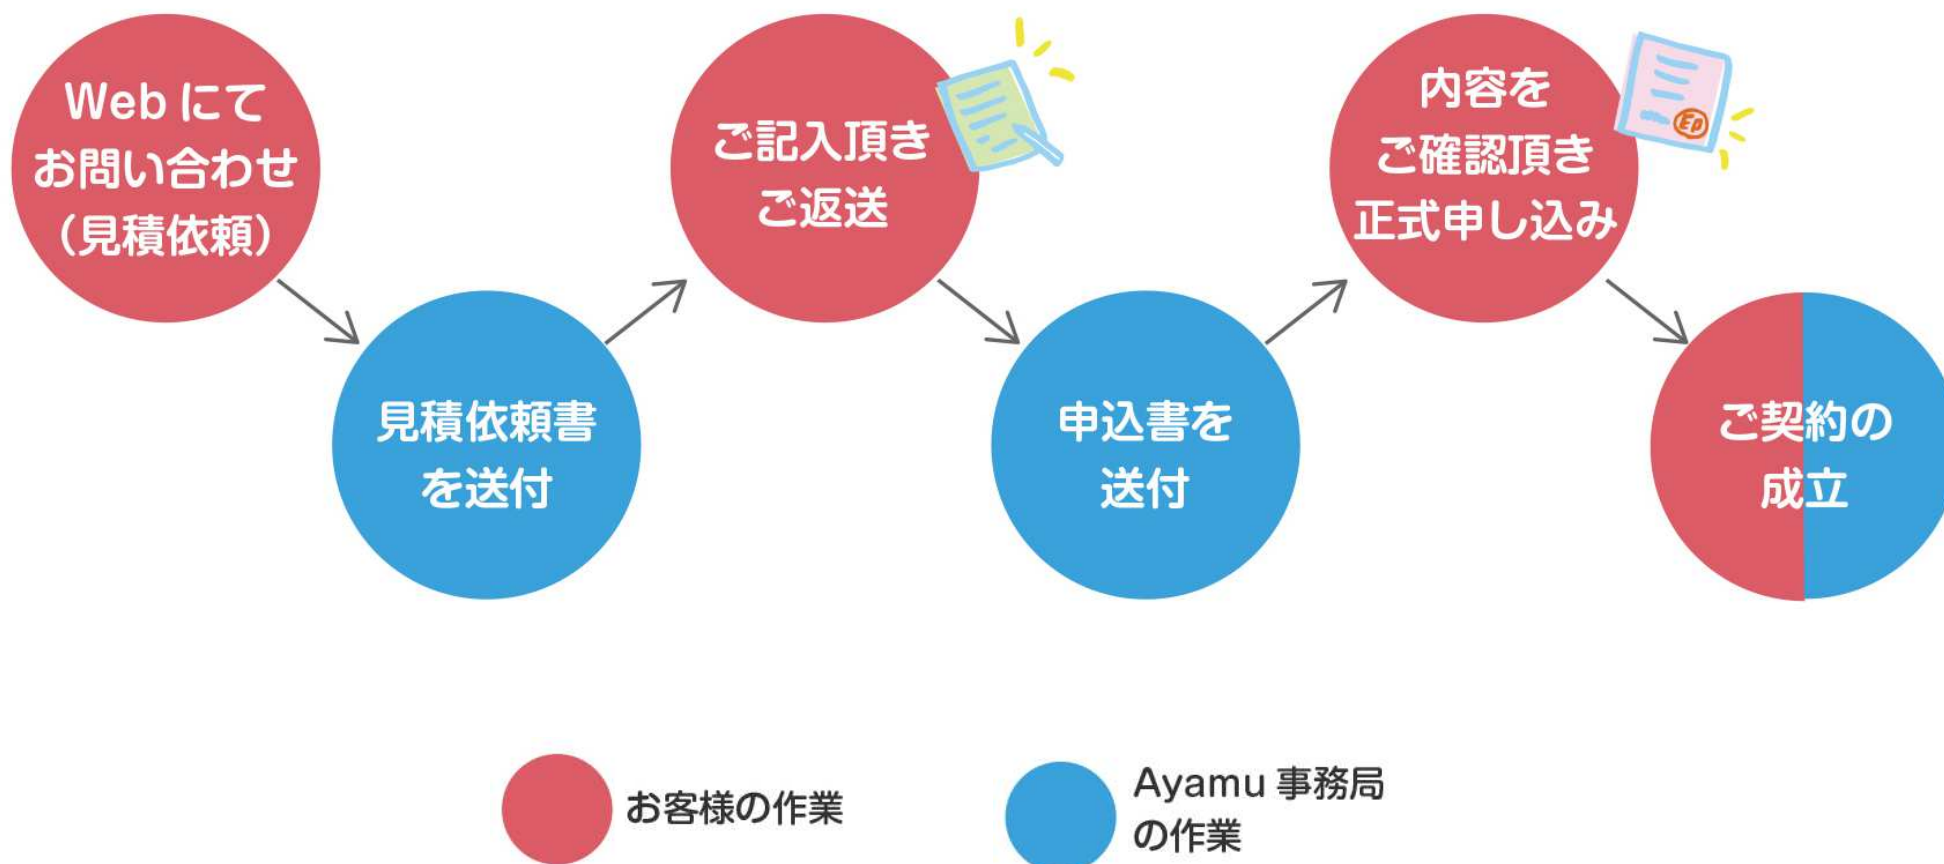 Webにて
お問い合わせ
（見積依頼）
見積依頼書
を送付
ご記入頂き
ご返送
申込書を
送付
内容を
ご確認頂き
正式申し込み
Ep
ご契約の
成立
お客様の作業
Ayamu 事務局
の作業